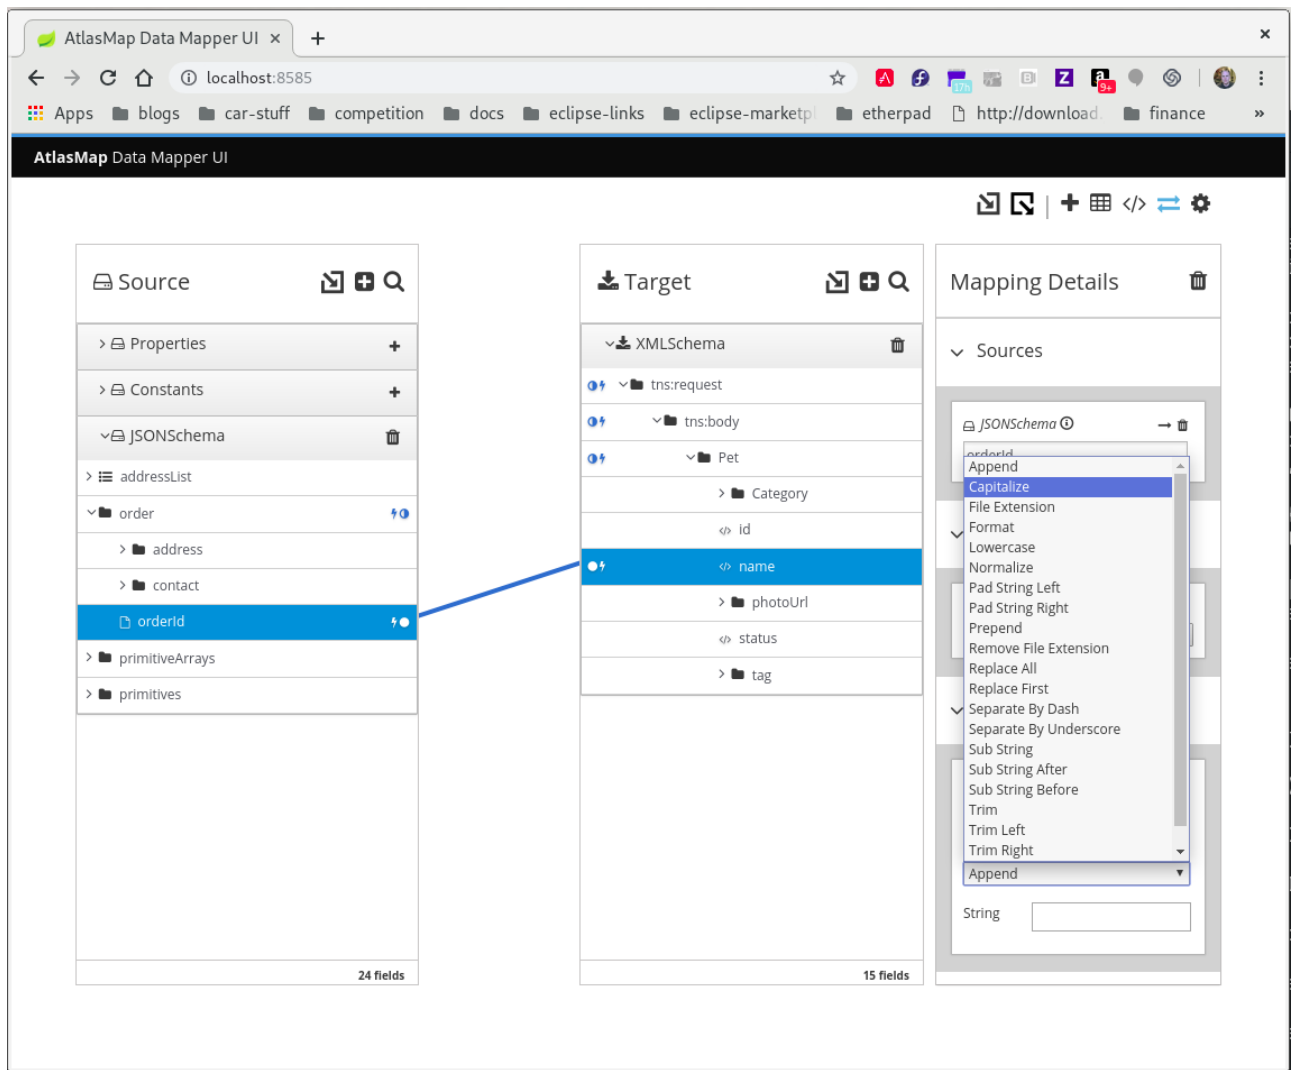 AtlasMap Data Mapper UI
localhost:8585
17h
9+
Apps blogs car-stuff competition docs eclipse-links eclipse-marketp etherpad http://download. finance
AtlasMap Data Mapper UI
Source
Properties
Constants
JSONSchema
addressList
order
address
contact
orderId
primitiveArrays
primitives
24 fields
Target
XMLSchema
tns:request
tns:body
Pet
Category
id
name
photoUrl
status
tag
15 fields
Mapping Details
Sources
JSONSchema
orderId
Append
Capitalize
File Extension
Format
Lowercase
Normalize
Pad String Left
Pad String Right
Prepend
Remove File Extension
Replace All
Replace First
Separate By Dash
Separate By Underscore
Sub String
Sub String After
Sub String Before
Trim
Trim Left
Trim Right
Append
String